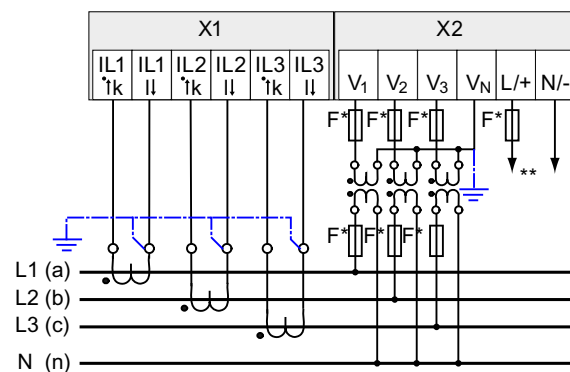 X1 X2
IL1 IL1 IL2 IL2 IL3 IL3 V1 V2 V3 VN L/+ N/-
•↑k I↓ •↑k I↓ •↑k I↓
F* F* F* F*
**
F* F* F*
L1 (a)
L2 (b)
L3 (c)
N (n)